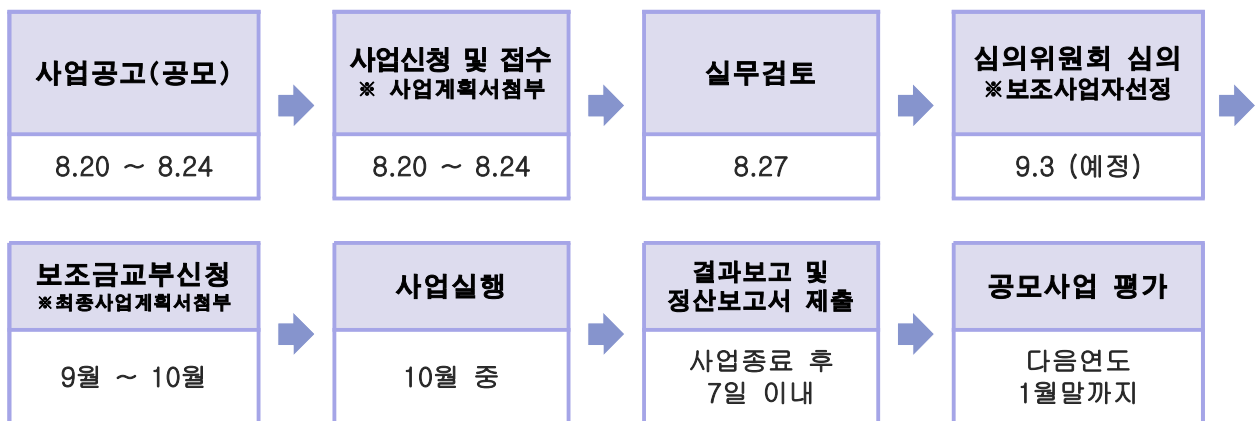 사업공고(공모)
8.20 ~ 8.24
사업신청 및 접수
※ 사업계획서첨부
8.20 ~ 8.24
실무검토
8.27
심의위원회 심의
※보조사업자선정
9.3 (예정)
보조금교부신청
※최종사업계획서첨부
9월 ~ 10월
사업실행
10월 중
결과보고 및
정산보고서 제출
사업종료 후
7일 이내
공모사업 평가
다음연도
1월말까지